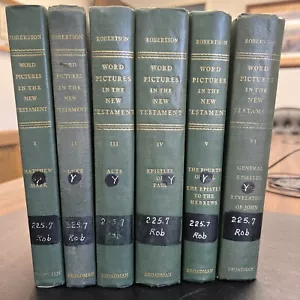 ROBERTSON
WORD
PICTURES
IN THE
NEW
TESTAMENT
I
MATTHEW
MARK
Y
225.7
Rob
BROADMAN
ROBERTSON
WORD
PICTURES
IN THE
NEW
TESTAMENT
II
LUKE
Y
225.7
Rob
BROADMAN
ROBERTSON
WORD
PICTURES
IN THE
NEW
TESTAMENT
III
ACTS
Y
225.7
Rob
BROADMAN
ROBERTSON
WORD
PICTURES
IN THE
NEW
TESTAMENT
IV
EPISTLES
OF
PAUL
Y
225.7
Rob
BROADMAN
ROBERTSON
WORD
PICTURES
IN THE
NEW
TESTAMENT
V
THE FOURTH
Y
THE EPISTLE
TO THE
HEBREWS
225.7
Rob
BROADMAN
ROBERTSON
WORD
PICTURES
IN THE
NEW
TESTAMENT
VI
GENERAL
EPISTLES
Y
REVELATION
OF JOHN
225.7
Rob
BROADMAN